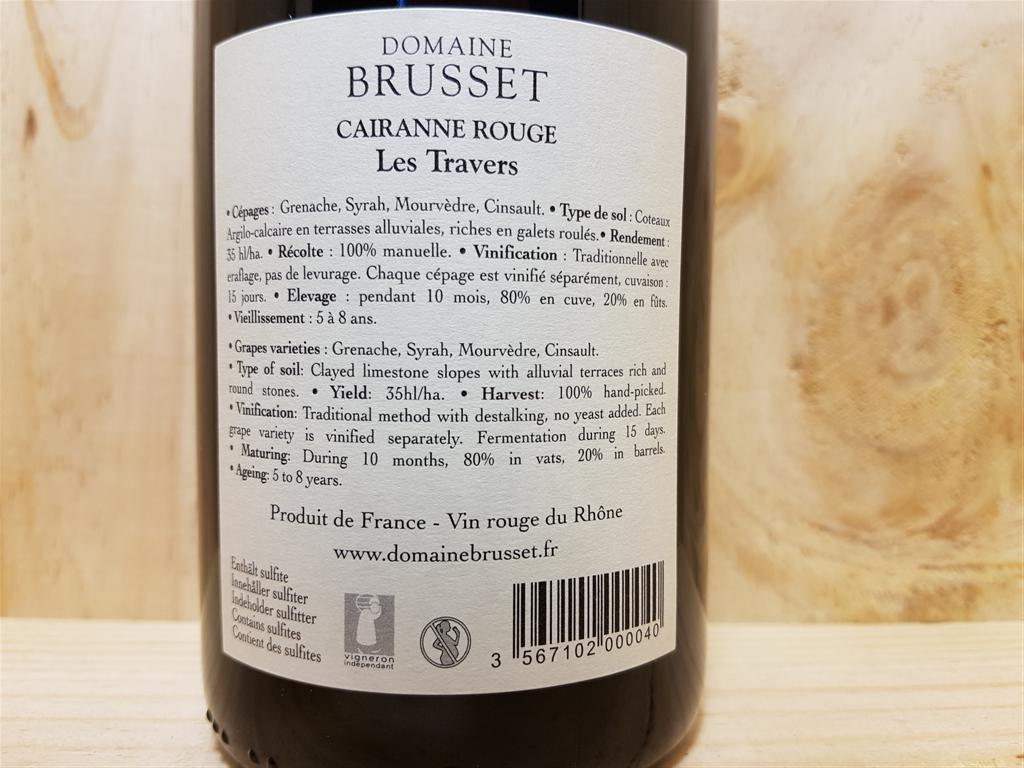 DOMAINE
BRUSSET
CAIRANNE ROUGE
Les Travers
• Cépages : Grenache, Syrah, Mourvèdre, Cinsault. • Type de sol : Coteaux
Argilo-calcaire en terrasses alluviales, riches en galets roulés. • Rendement :
35 hl/ha. • Récolte : 100% manuelle. • Vinification : Traditionnelle avec
eraflage, pas de levurage. Chaque cépage est vinifié séparément, cuvaison :
15 jours. • Elevage : pendant 10 mois, 80% en cuve, 20% en fûts.
• Vieillissement : 5 à 8 ans.
• Grapes varieties : Grenache, Syrah, Mourvèdre, Cinsault.
• Type of soil: Clayed limestone slopes with alluvial terraces rich and
round stones. • Yield: 35hl/ha. • Harvest: 100% hand-picked.
• Vinification: Traditional method with destalking, no yeast added. Each
grape variety is vinified separately. Fermentation during 15 days.
• Maturing: During 10 months, 80% in vats, 20% in barrels.
• Ageing: 5 to 8 years.
Produit de France - Vin rouge du Rhône
www.domainebrusset.fr
Enthält sulfite
Innehåller sulfiter
Indeholder sulfitter
Contains sulfites
Contient des sulfites
vigneron
indépendant
3 567102 000040